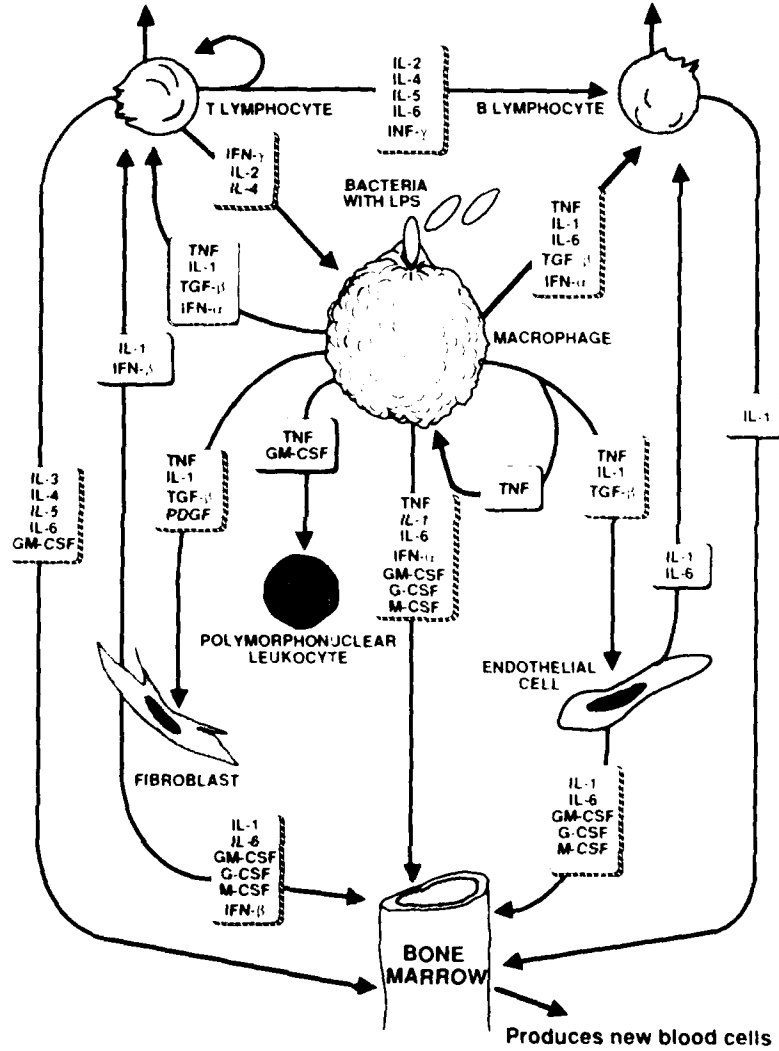 T LYMPHOCYTE
IL-2
IL-4
IL-5
IL-6
INF-γ
B LYMPHOCYTE
IFN-γ
IL-2
IL-4
BACTERIA
WITH LPS
TNF
IL-1
IL-6
TGF-β
IFN-α
TNF
IL-1
TGF-β
IFN-α
MACROPHAGE
IL-1
IFN-β
IL-1
TNF
GM-CSF
TNF
IL-1
TGF-β
PDGF
TNF
TNF
IL-1
TGF-β
IL-3
IL-4
IL-5
IL-6
GM-CSF
TNF
IL-1
IL-6
IFN-α
GM-CSF
G-CSF
M-CSF
IL-1
IL-6
POLYMORPHONUCLEAR
LEUKOCYTE
ENDOTHELIAL
CELL
FIBROBLAST
IL-1
IL-6
GM-CSF
G-CSF
M-CSF
IL-1
IL-6
GM-CSF
G-CSF
M-CSF
IFN-β
BONE
MARROW
Produces new blood cells